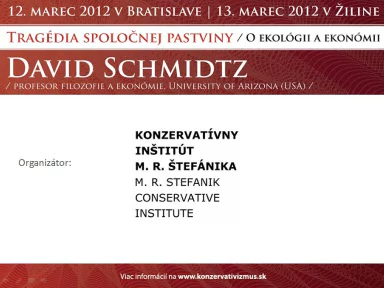 12. MAREC 2012 V BRATISLAVE | 13. MAREC 2012 V ŽILINE
TRAGÉDIA SPOLOČNEJ PASTVINY / O EKOLÓGII A EKONÓMII
DAVID SCHMIDTZ
/ PROFESOR FILOZOFIE A EKONÓMIE, UNIVERSITY OF ARIZONA (USA) /
Organizátor:
KONZERVATÍVNY
INŠTITÚT
M. R. ŠTEFÁNIKA
M. R. STEFANIK
CONSERVATIVE
INSTITUTE
Viac informácií na www.konzervativizmus.sk